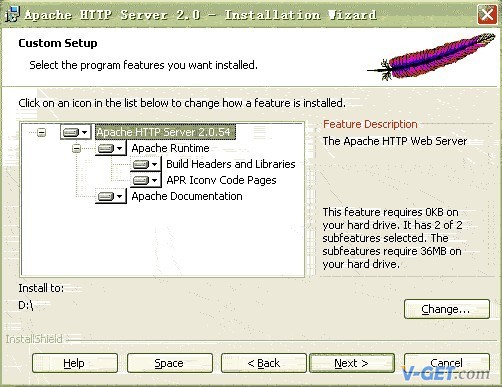 Apache HTTP Server 2.0 - Installation Wizard
Custom Setup
Select the program features you want installed.
Click on an icon in the list below to change how a feature is installed.
Apache HTTP Server 2.0.54
Apache Runtime
Build Headers and Libraries
APR Iconv Code Pages
Apache Documentation
Feature Description
The Apache HTTP Web Server
This feature requires 0KB on
your hard drive. It has 2 of 2
subfeatures selected. The
subfeatures require 36MB on
your hard drive.
Install to:
D:\
Change...
InstallShield
Help
Space
< Back
Next >
Cancel
V-GET.com